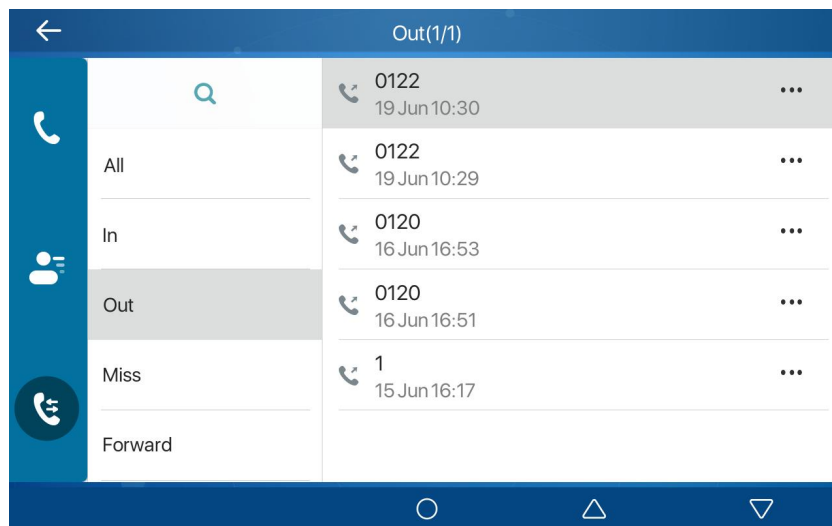 Out(1/1)
All
In
Out
Miss
Forward
0122
19 Jun 10:30
0122
19 Jun 10:29
0120
16 Jun 16:53
0120
16 Jun 16:51
1
15 Jun 16:17